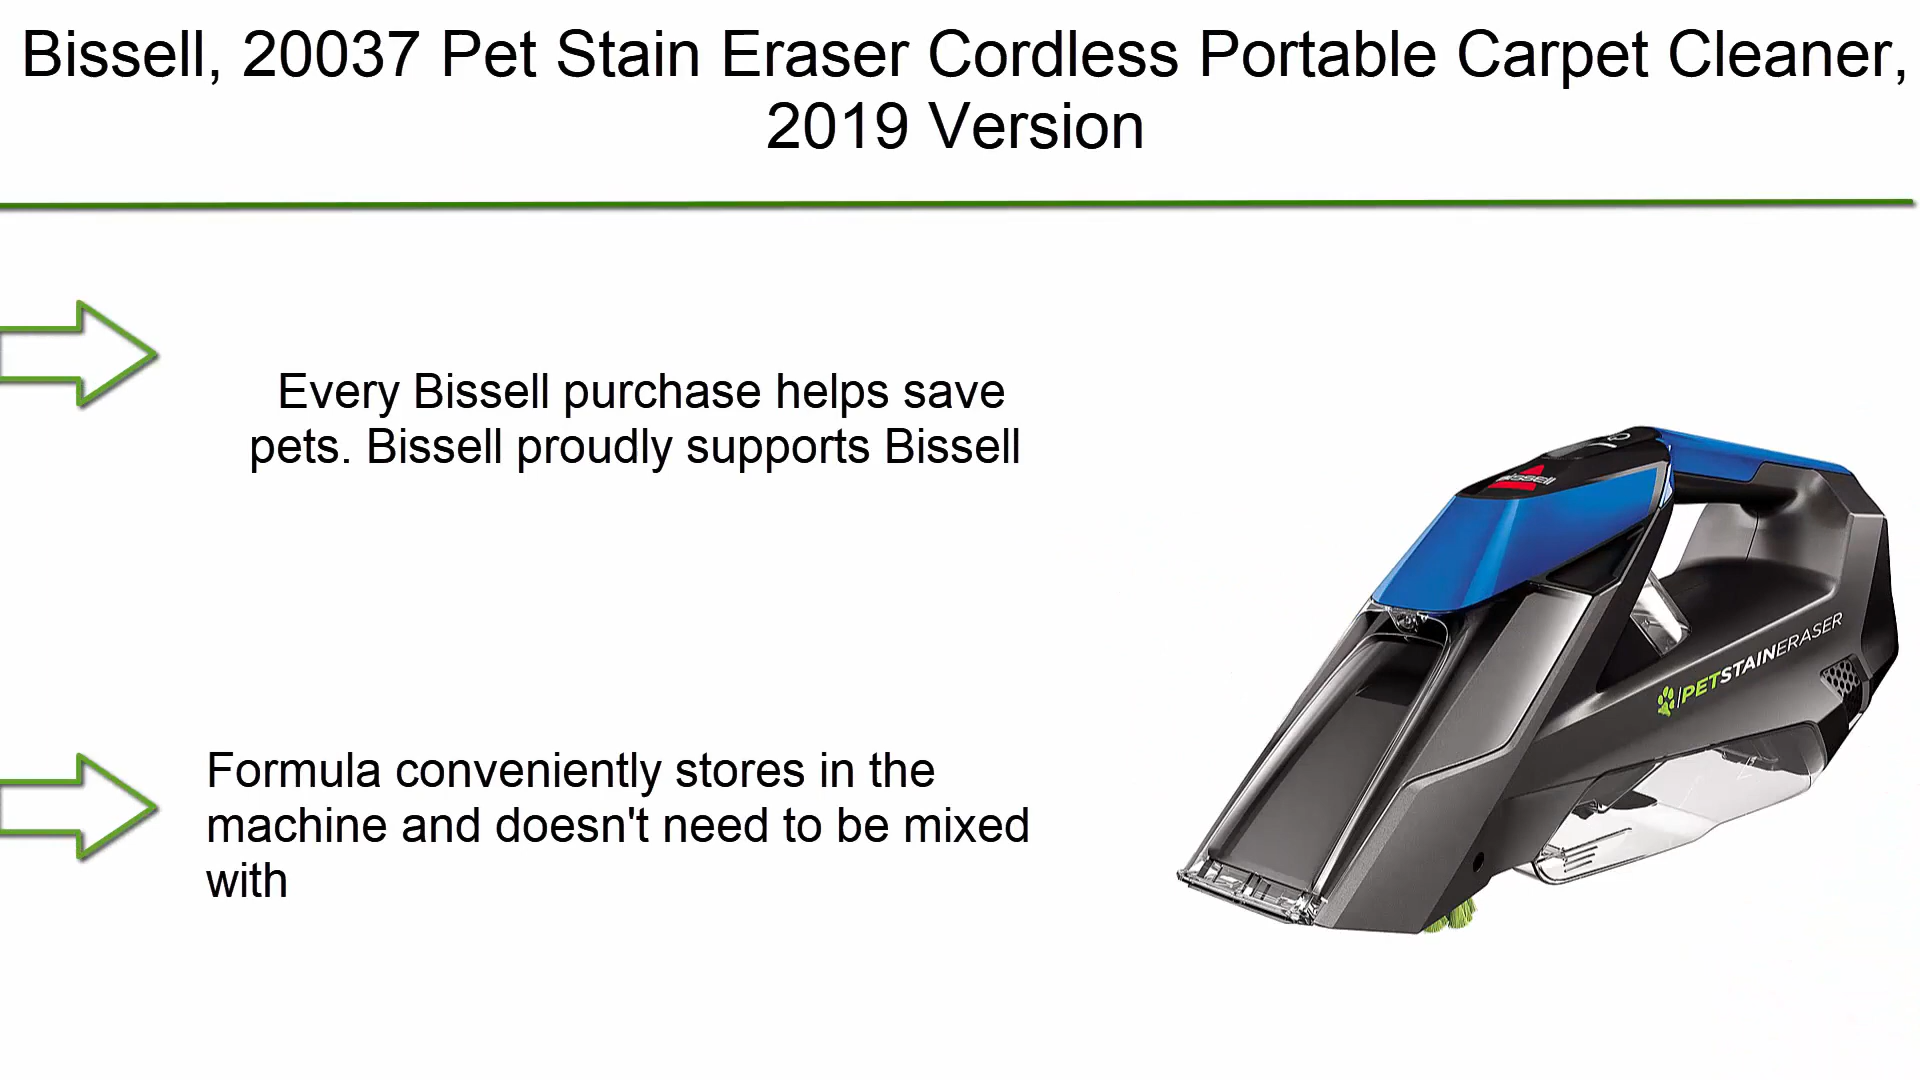 Bissell, 20037 Pet Stain Eraser Cordless Portable Carpet Cleaner,
2019 Version
Every Bissell purchase helps save
pets. Bissell proudly supports Bissell
Formula conveniently stores in the
machine and doesn't need to be mixed
with
BISSELL
PETSTAINERASER